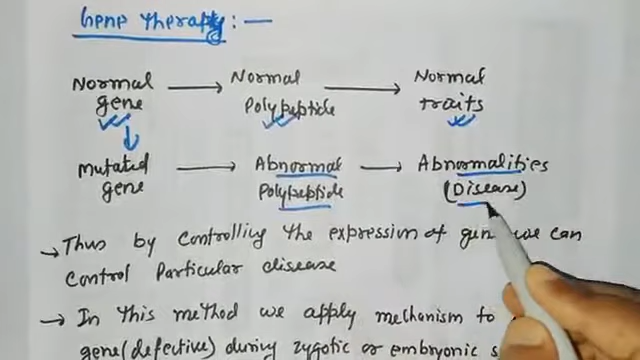 Gene therapy:—
Normal gene → Normal Polypeptide → Normal traits
Mutated gene → Abnormal Polypeptide → Abnormalities (Disease)
→ Thus by controlling the expression of gen we can
control particular disease
→ In this method we apply mechanism to
gene (defective) during zygotic or embryonic s